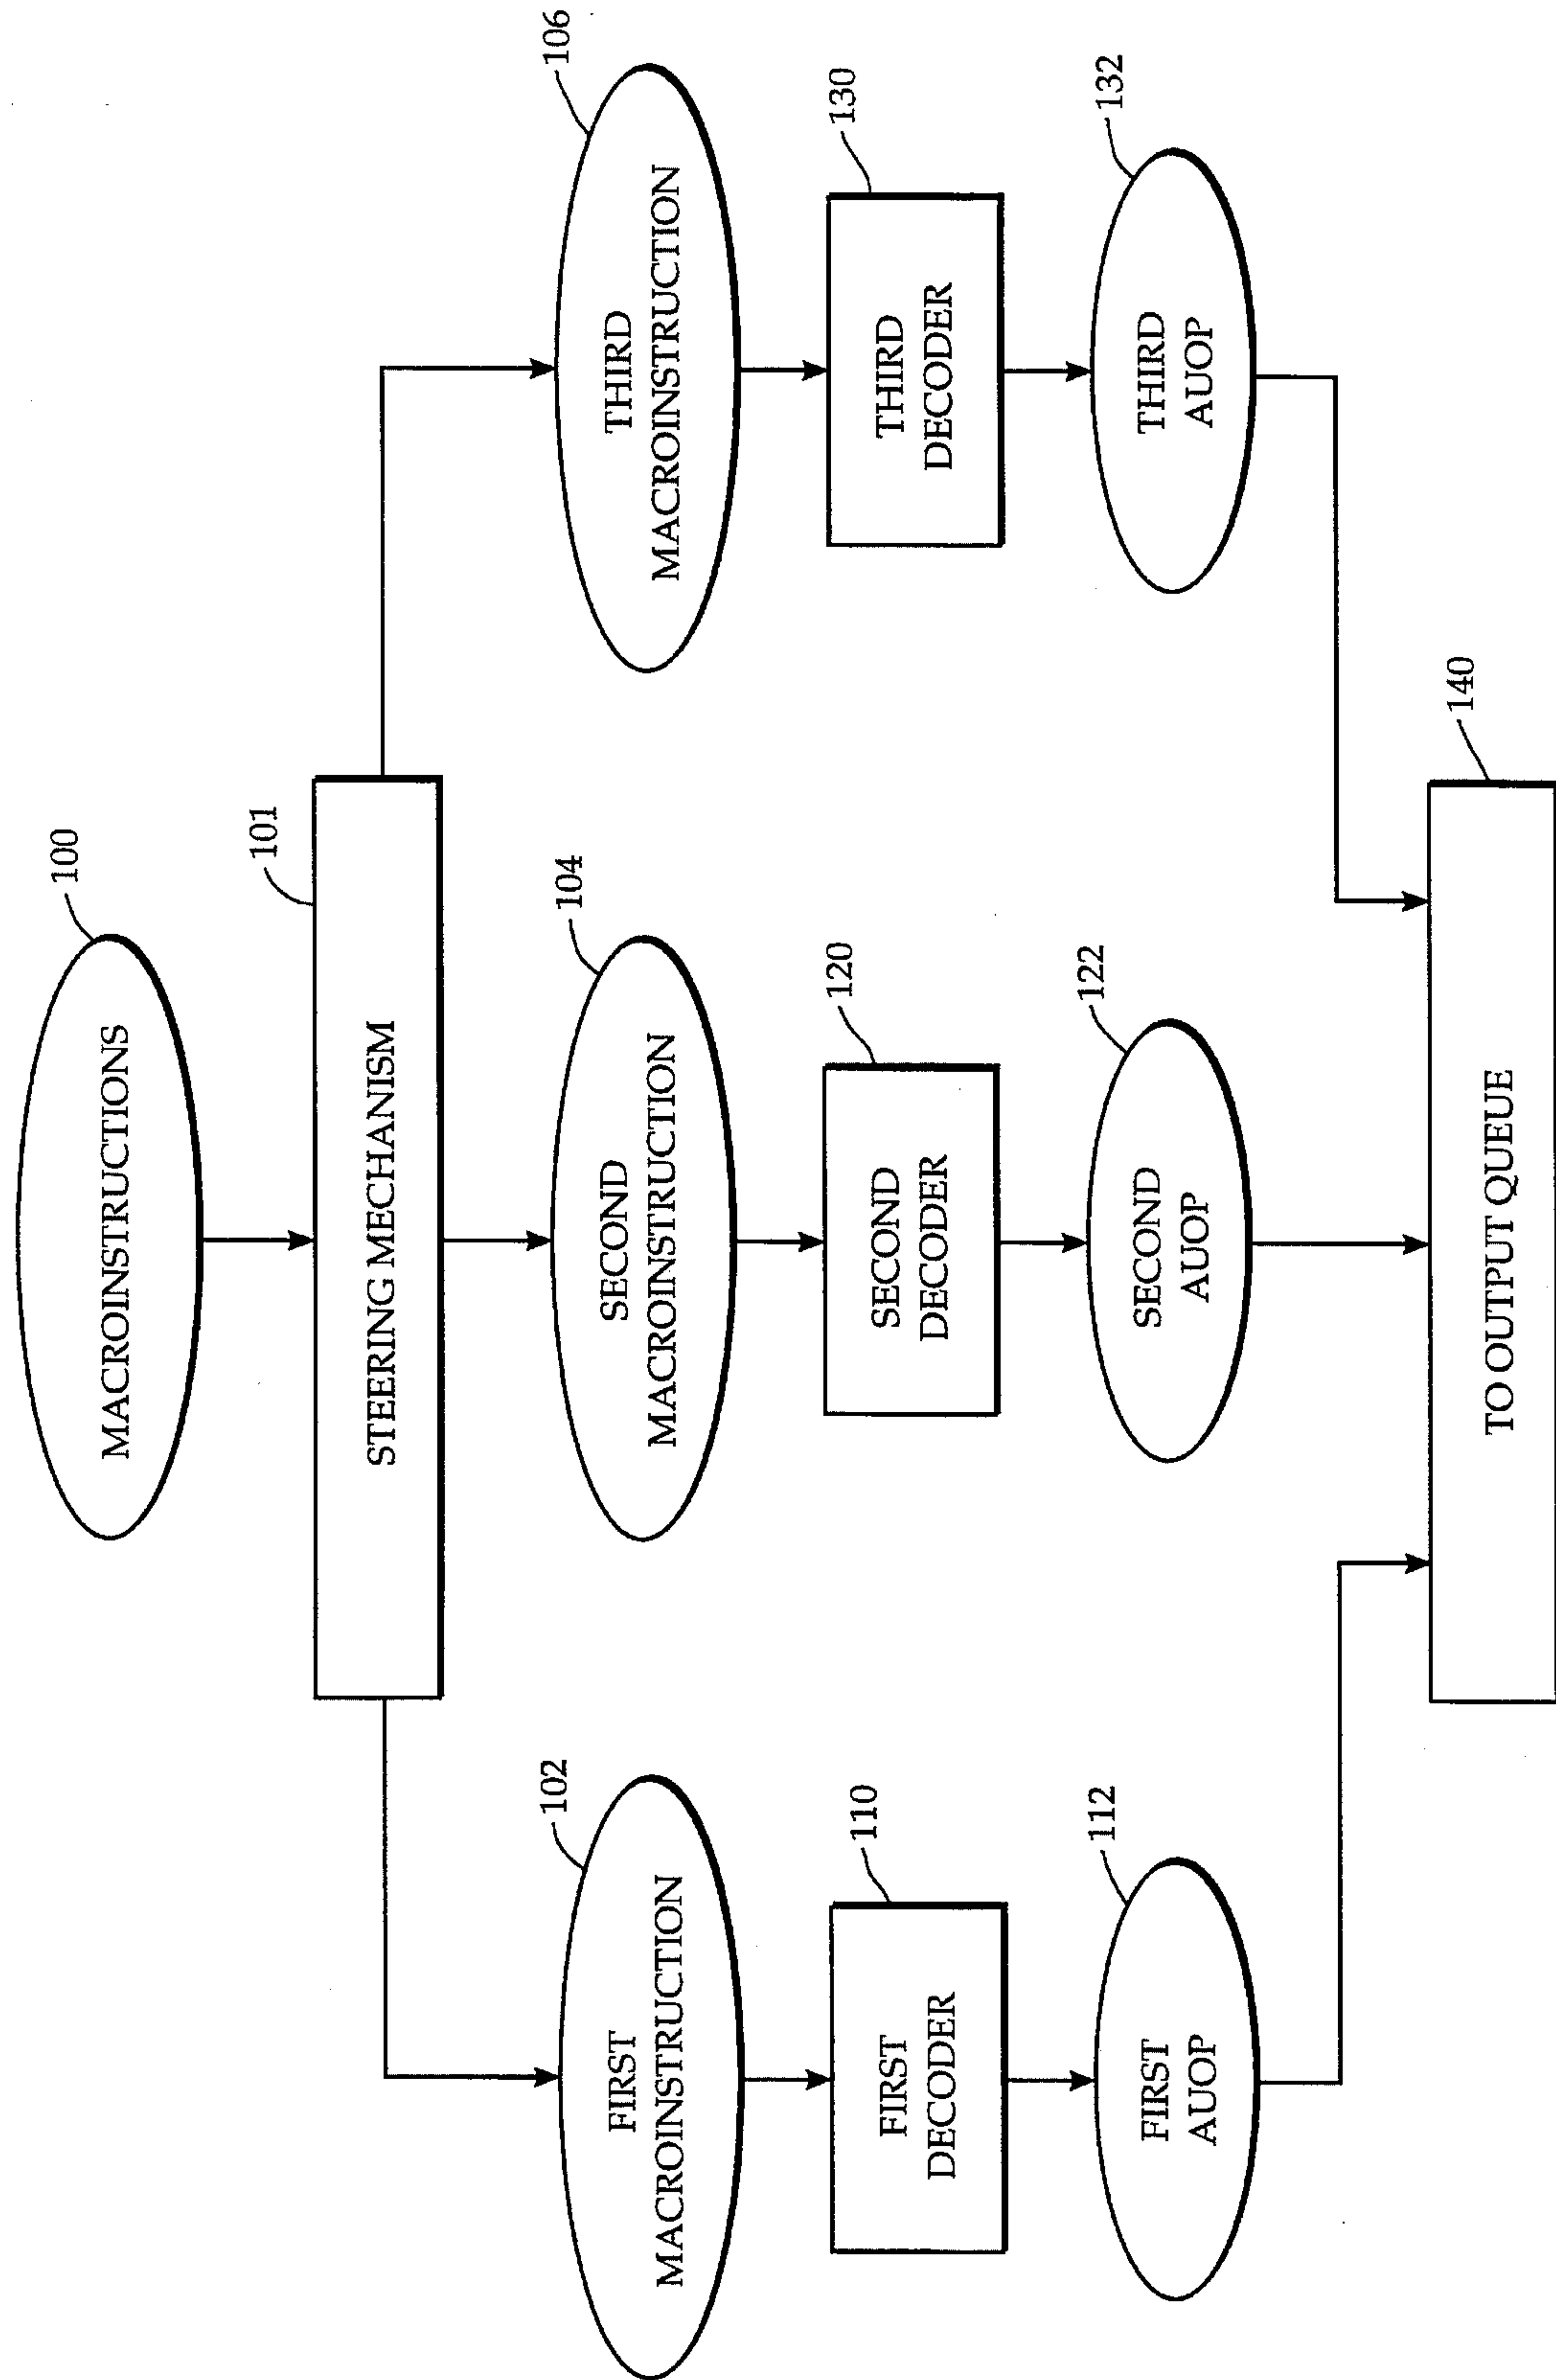 100
MACROINSTRUCTIONS
101
STEERING MECHANISM
102
FIRST
MACROINSTRUCTION
104
SECOND
MACROINSTRUCTION
106
THIRD
MACROINSTRUCTION
110
FIRST
DECODER
120
SECOND
DECODER
130
THIRD
DECODER
112
FIRST
AUOP
122
SECOND
AUOP
132
THIRD
AUOP
140
TO OUTPUT QUEUE